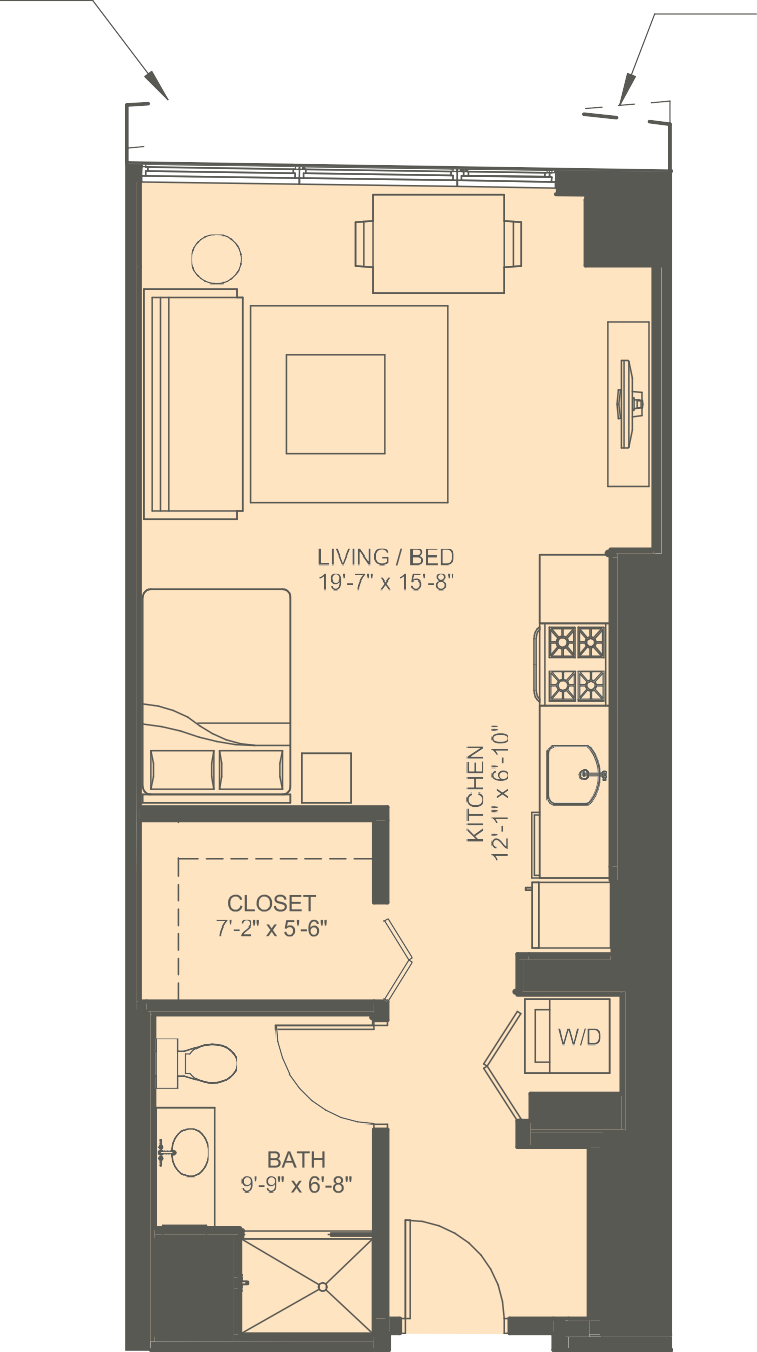 LIVING / BED
19'-7" x 15'-8"
KITCHEN
12'-1" x 6'-10"
CLOSET
7'-2" x 5'-6"
W/D
BATH
9'-9" x 6'-8"